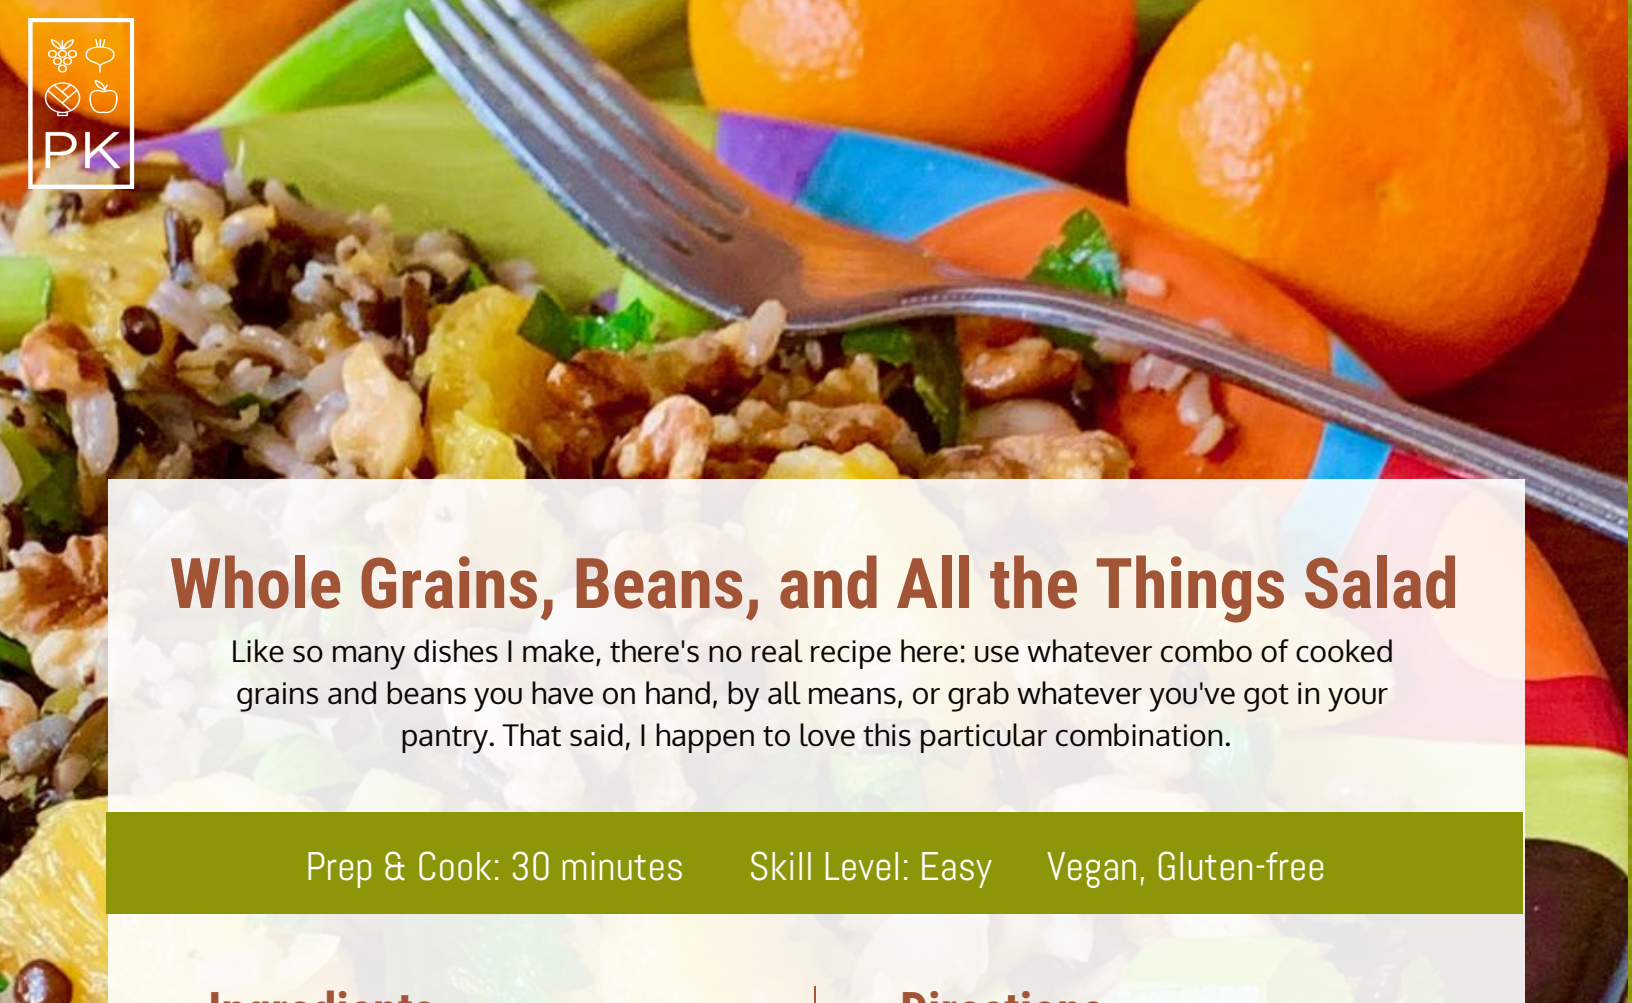 PK
Whole Grains, Beans, and All the Things Salad
Like so many dishes I make, there's no real recipe here: use whatever combo of cooked
grains and beans you have on hand, by all means, or grab whatever you've got in your
pantry. That said, I happen to love this particular combination.
Prep & Cook: 30 minutes Skill Level: Easy Vegan, Gluten-free
Ingredients Directions